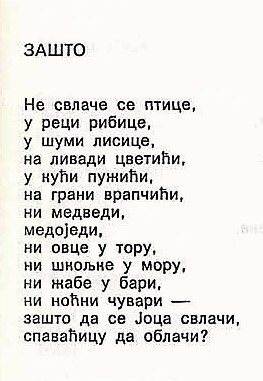 ЗАШТО
Не свлаче се птице,
у реци рибице,
у шуми лисице,
на ливади цветићи,
у кући пужићи,
на грани врапчићи,
ни медведи,
медоједи,
ни овце у тору,
ни шкољке у мору,
ни жабе у бари,
ни ноћни чувари —
зашто да се Јоца свлачи,
спаваћицу да облачи?